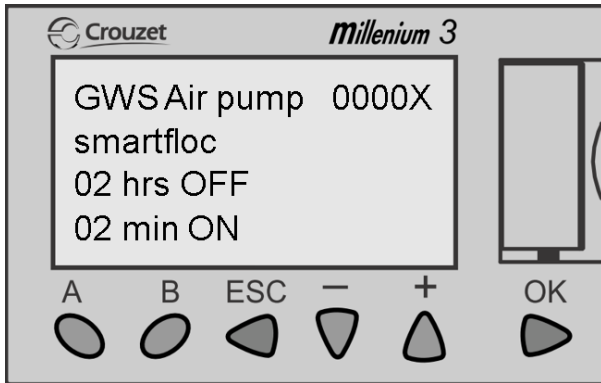 Crouzet millenium 3
GWS Air pump 0000X
smartfloc
02 hrs OFF
02 min ON
A B ESC − + OK